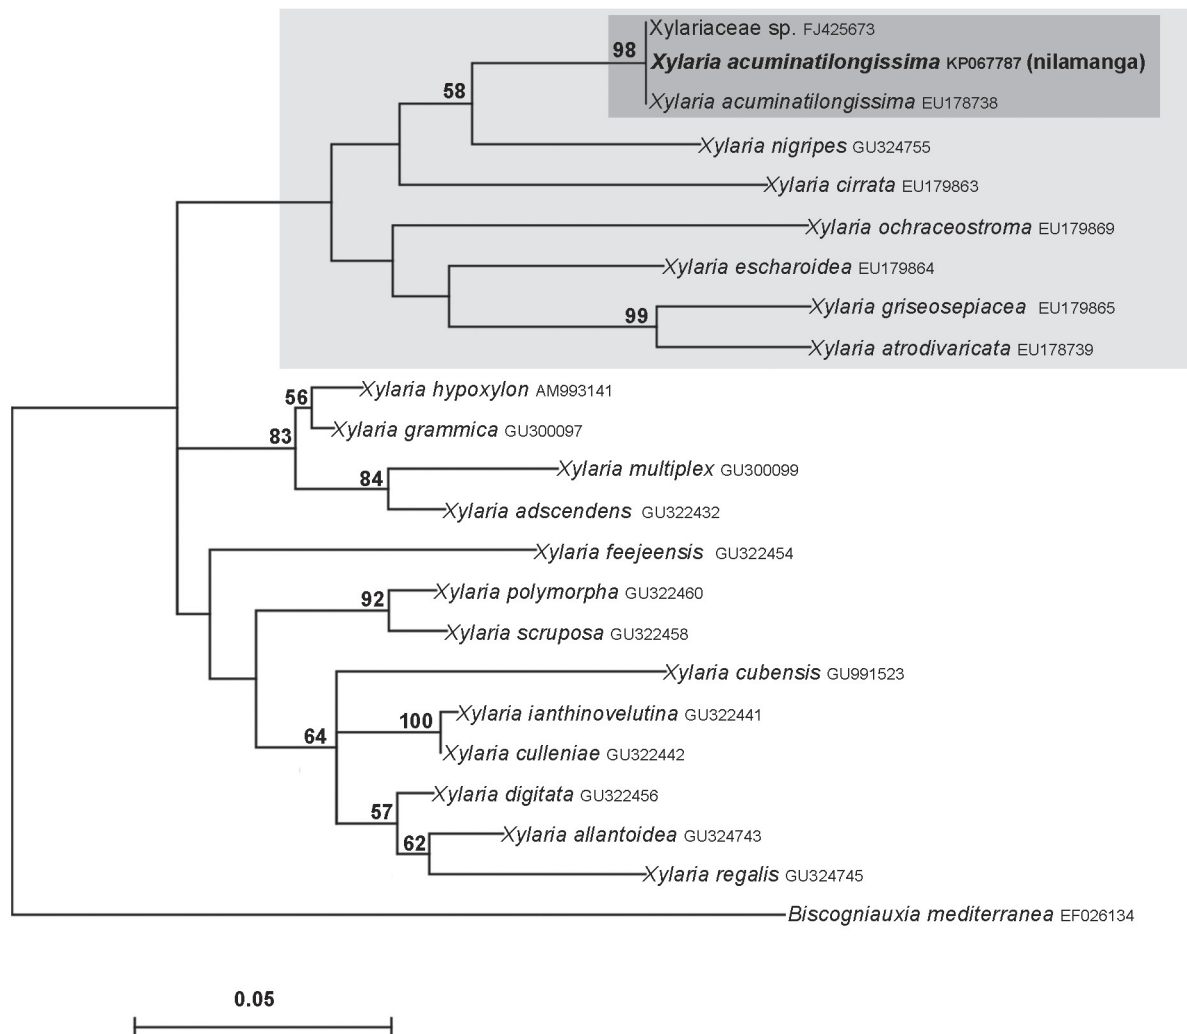 Xylariaceae sp. FJ425673
98
Xylaria acuminatilongissima KP067787 (nilamanga)
58
Xylaria acuminatilongissima EU178738
Xylaria nigripes GU324755
Xylaria cirrata EU179863
Xylaria ochraceostroma EU179869
Xylaria escharoidea EU179864
99
Xylaria griseosepiacea EU179865
Xylaria atrodivaricata EU178739
56
Xylaria hypoxylon AM993141
83
Xylaria grammica GU300097
84
Xylaria multiplex GU300099
Xylaria adscendens GU322432
Xylaria feejeensis GU322454
92
Xylaria polymorpha GU322460
Xylaria scruposa GU322458
Xylaria cubensis GU991523
64
100
Xylaria ianthinovelutina GU322441
Xylaria culleniae GU322442
57
Xylaria digitata GU322456
62
Xylaria allantoidea GU324743
Xylaria regalis GU324745
Biscogniauxia mediterranea EF026134
0.05